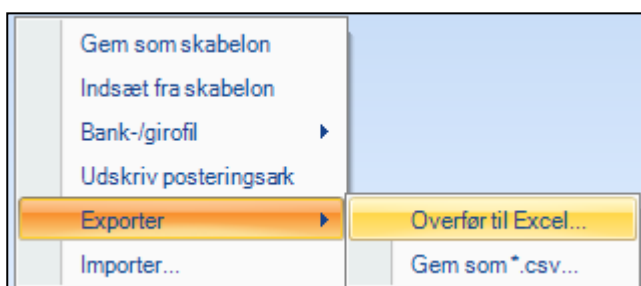 Gem som skabelon
Indsæt fra skabelon
Bank-/girofil
Udskriv posteringsark
Exporter
Overfør til Excel...
Importer...
Gem som *.csv...